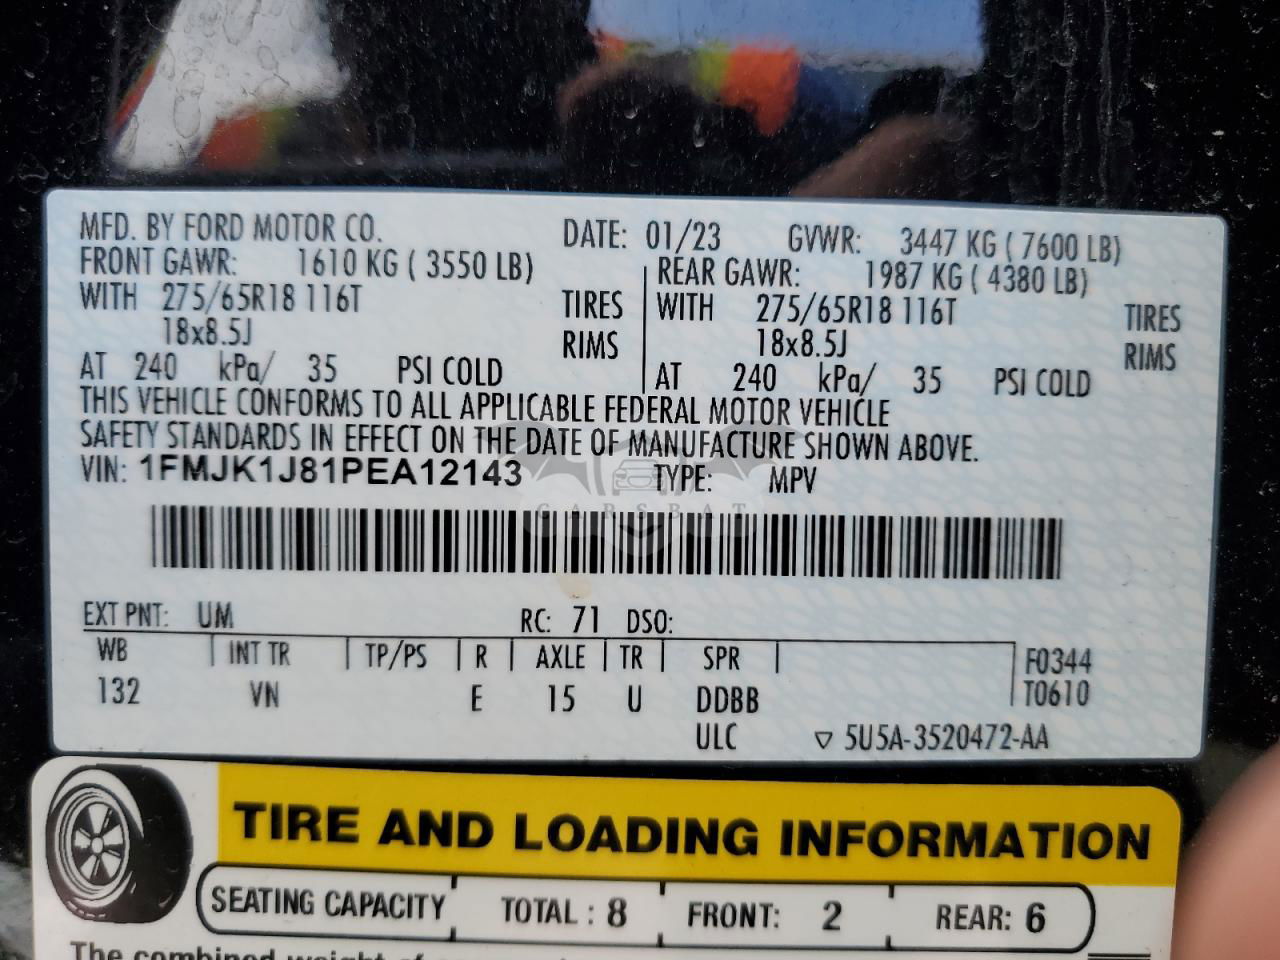 MFD. BY FORD MOTOR CO. DATE: 01/23 GVWR: 3447 KG ( 7600 LB)
FRONT GAWR: 1610 KG ( 3550 LB) REAR GAWR: 1987 KG ( 4380 LB)
WITH 275/65R18 116T TIRES WITH 275/65R18 116T TIRES
18x8.5J RIMS 18x8.5J RIMS
AT 240 kPa/ 35 PSI COLD AT 240 kPa/ 35 PSI COLD
THIS VEHICLE CONFORMS TO ALL APPLICABLE FEDERAL MOTOR VEHICLE
SAFETY STANDARDS IN EFFECT ON THE DATE OF MANUFACTURE SHOWN ABOVE.
VIN: 1FMJK1J81PEA12143 TYPE: MPV
CARSBAT
EXT PNT: UM RC: 71 DSO:
WB INT TR TP/PS R AXLE TR SPR F0344
132 VN E 15 U DDBB T0610
ULC ▽ 5U5A-3520472-AA
TIRE AND LOADING INFORMATION
SEATING CAPACITY TOTAL : 8 FRONT: 2 REAR: 6
The combined weight of